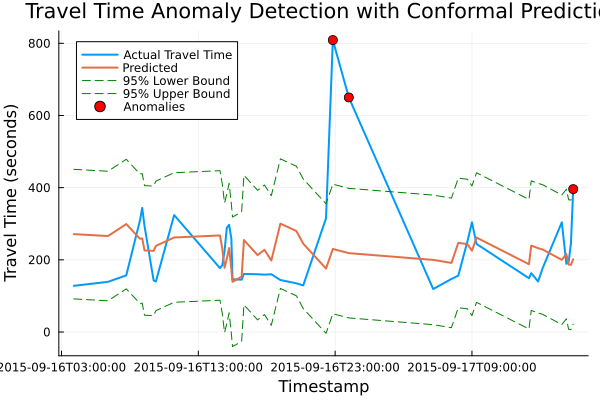 Travel Time Anomaly Detection with Conformal Predictio
800
600
400
200
0
Travel Time (seconds)
Actual Travel Time
Predicted
95% Lower Bound
95% Upper Bound
Anomalies
2015-09-16T03:00:00 2015-09-16T13:00:00 2015-09-16T23:00:00 2015-09-17T09:00:00
Timestamp